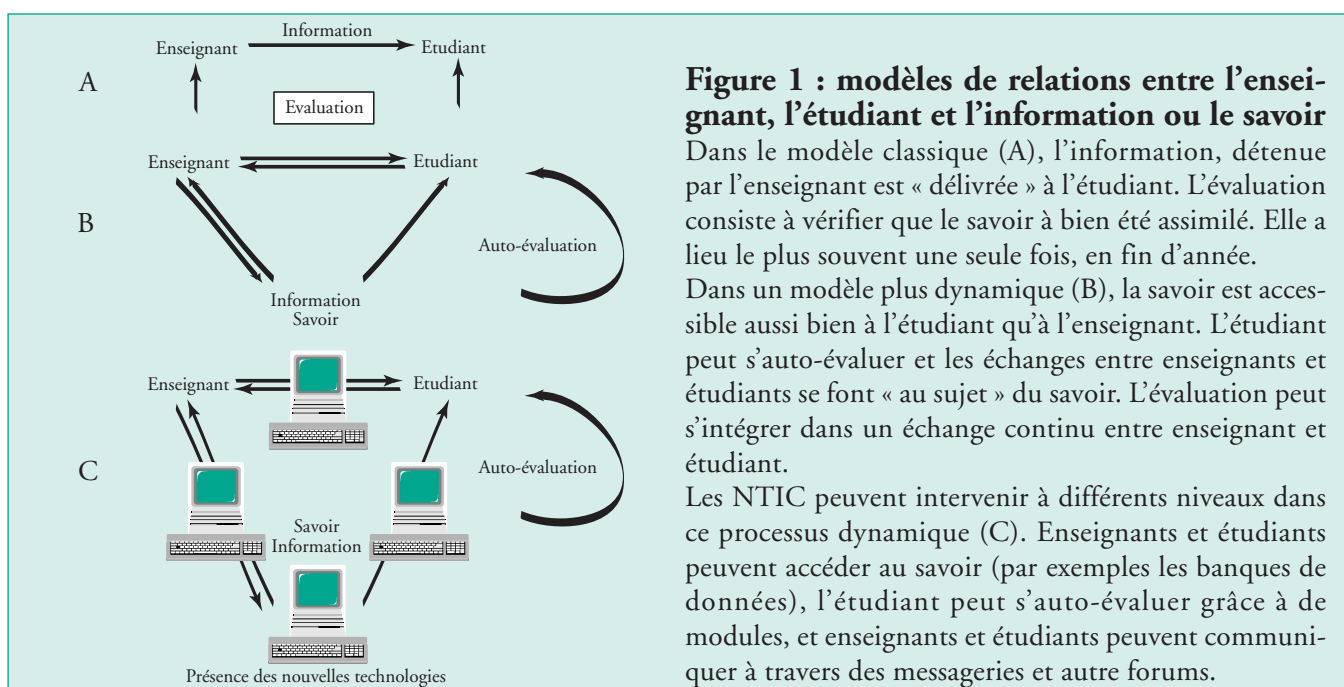 Information
Enseignant
Etudiant
A
Evaluation
Enseignant
Etudiant
B
Auto-évaluation
Information
Savoir
Enseignant
Etudiant
C
Auto-évaluation
Savoir
Information
Présence des nouvelles technologies
Figure 1 : modèles de relations entre l'ensei-
gnant, l'étudiant et l'information ou le savoir
Dans le modèle classique (A), l'information, détenue
par l'enseignant est « délivrée » à l'étudiant. L'évaluation
consiste à vérifier que le savoir à bien été assimilé. Elle a
lieu le plus souvent une seule fois, en fin d'année.
Dans un modèle plus dynamique (B), la savoir est acces-
sible aussi bien à l'étudiant qu'à l'enseignant. L'étudiant
peut s'auto-évaluer et les échanges entre enseignants et
étudiants se font « au sujet » du savoir. L'évaluation peut
s'intégrer dans un échange continu entre enseignant et
étudiant.
Les NTIC peuvent intervenir à différents niveaux dans
ce processus dynamique (C). Enseignants et étudiants
peuvent accéder au savoir (par exemples les banques de
données), l'étudiant peut s'auto-évaluer grâce à de
modules, et enseignants et étudiants peuvent communi-
quer à travers des messageries et autre forums.